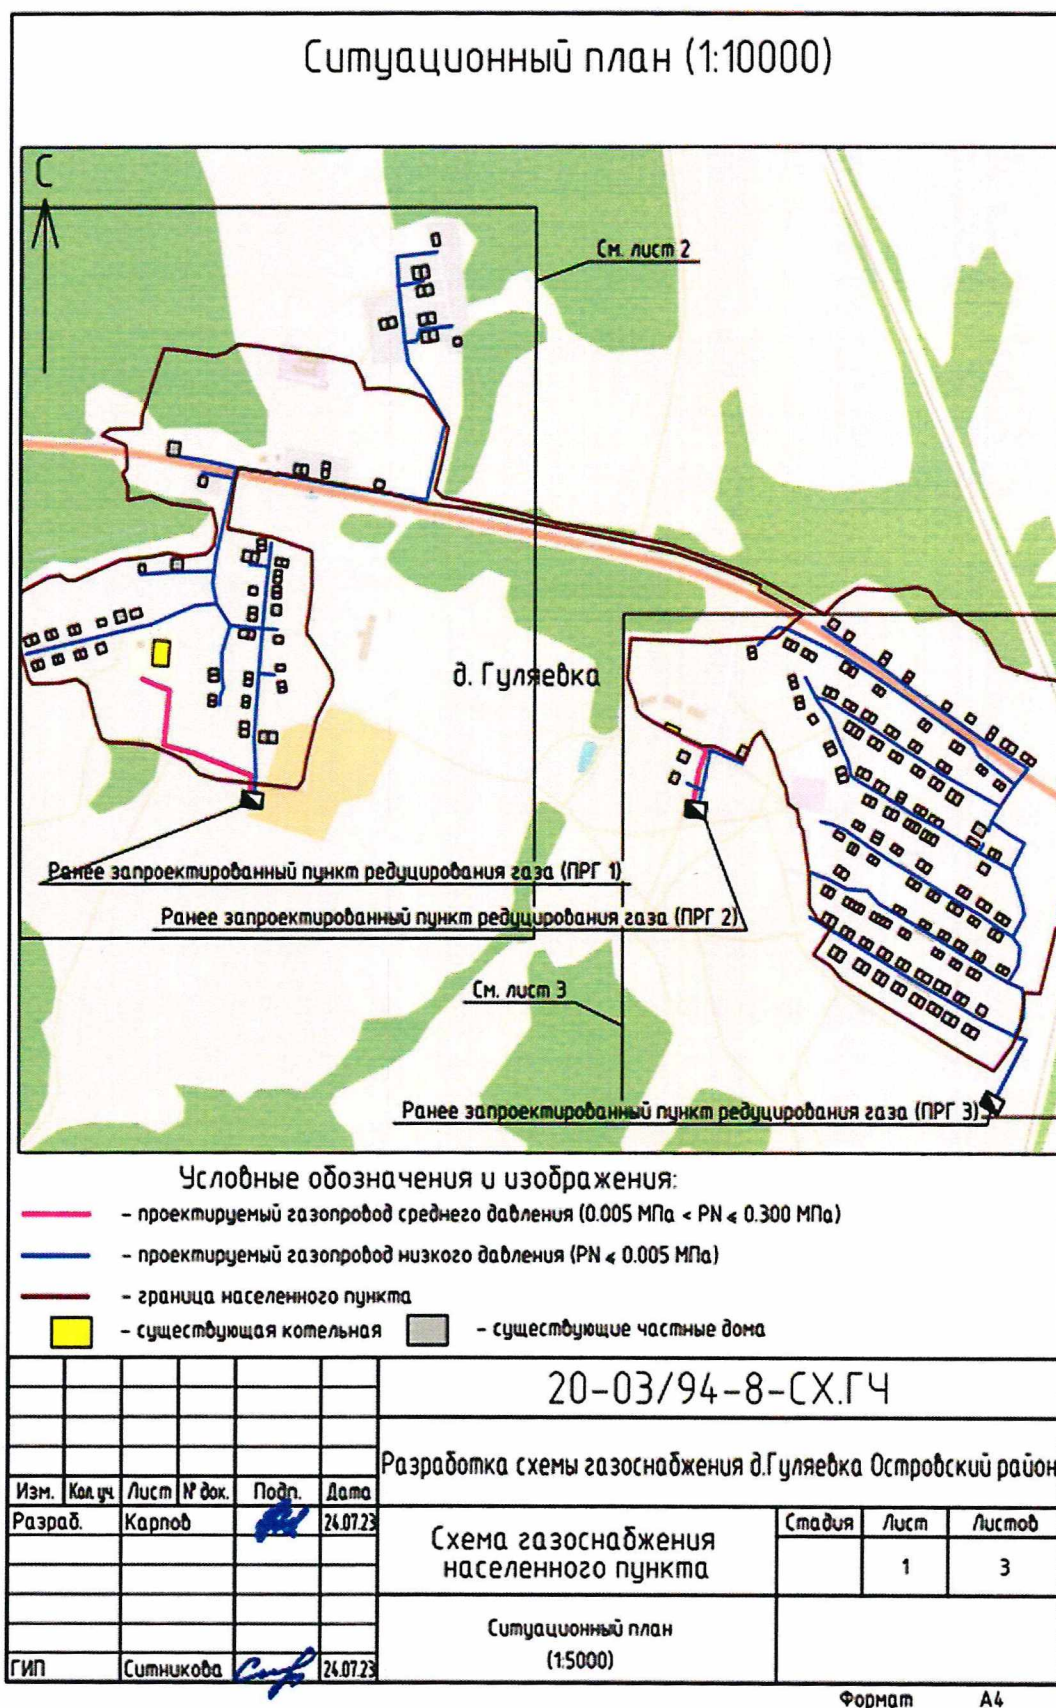 Ситуационный план (1:10000)
С
См. лист 2
д. Гуляевка
Ранее запроектированный пункт редуцирования газа (ПРГ 1)
Ранее запроектированный пункт редуцирования газа (ПРГ 2)
См. лист 3
Ранее запроектированный пункт редуцирования газа (ПРГ 3)
Условные обозначения и изображения:
- проектируемый газопровод среднего давления (0.005 МПа < PN ⩽ 0.300 МПа)
- проектируемый газопровод низкого давления (PN ⩽ 0.005 МПа)
- граница населенного пункта
- существующая котельная
- существующие частные дома
20-03/94-8-СХ.ГЧ
Разработка схемы газоснабжения д.Гуляевка Островский район
Изм. Кол.уч Лист № док. Подп. Дата
Разраб. Карпов 24.07.23
Схема газоснабжения
населенного пункта
Стадия Лист Листов
1 3
Ситуационный план
(1:5000)
ГИП Ситникова 24.07.23
Формат А4